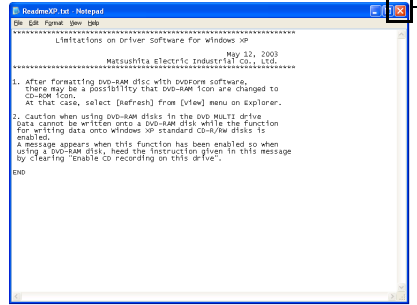 ReadmeXP.txt - Notepad
File Edit Format View Help
**********************************************************************
Limitations on Driver Software for Windows XP
May 12, 2003
Matsushita Electric Industrial Co., Ltd.
**********************************************************************
1. After formatting DVD-RAM disc with DVDForm software,
there may be a possibility that DVD-RAM icon are changed to
CD-ROM icon.
At that case, select [Refresh] from [View] menu on Explorer.
2. Caution when using DVD-RAM disks in the DVD MULTI drive
Data cannot be written onto a DVD-RAM disk while the function
for writing data onto Windows XP standard CD-R/RW disks is
enabled.
A message appears when this function has been enabled so when
using a DVD-RAM disk, heed the instruction given in this message
by clearing "Enable CD recording on this drive".
END